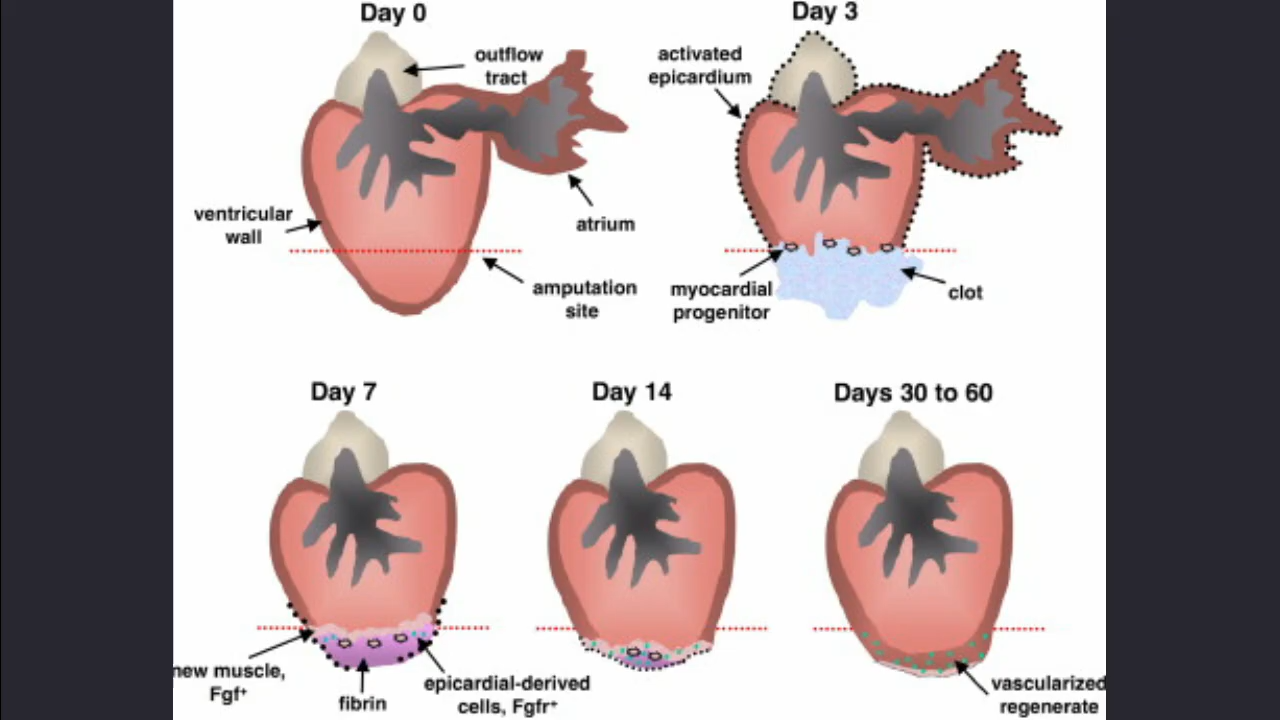 Day 0
outflow
tract
ventricular
wall
atrium
amputation
site
Day 3
activated
epicardium
myocardial
progenitor
clot
Day 7
new muscle,
Fgf+
fibrin
epicardial-derived
cells, Fgfr+
Day 14
Days 30 to 60
vascularized
regenerate